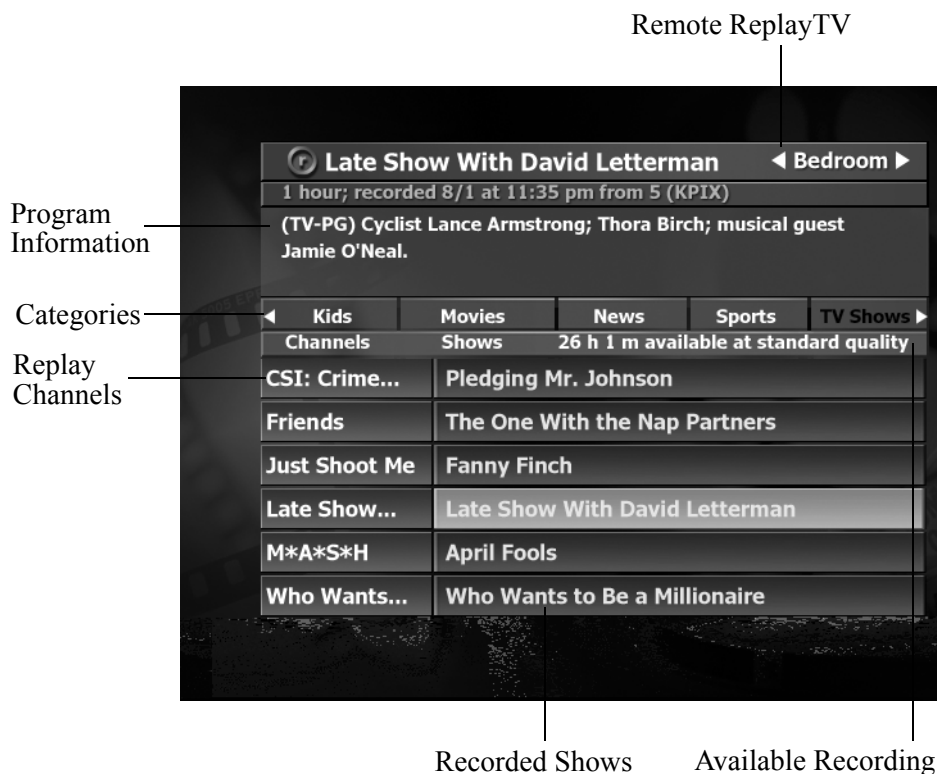 Remote ReplayTV
r Late Show With David Letterman ◀ Bedroom ▶
1 hour; recorded 8/1 at 11:35 pm from 5 (KPIX)
Program
Information
(TV-PG) Cyclist Lance Armstrong; Thora Birch; musical guest
Jamie O'Neal.
Categories
◀ Kids Movies News Sports TV Shows ▶
Channels Shows 26 h 1 m available at standard quality
Replay
Channels
CSI: Crime... Pledging Mr. Johnson
Friends The One With the Nap Partners
Just Shoot Me Fanny Finch
Late Show... Late Show With David Letterman
M*A*S*H April Fools
Who Wants... Who Wants to Be a Millionaire
Recorded Shows Available Recording